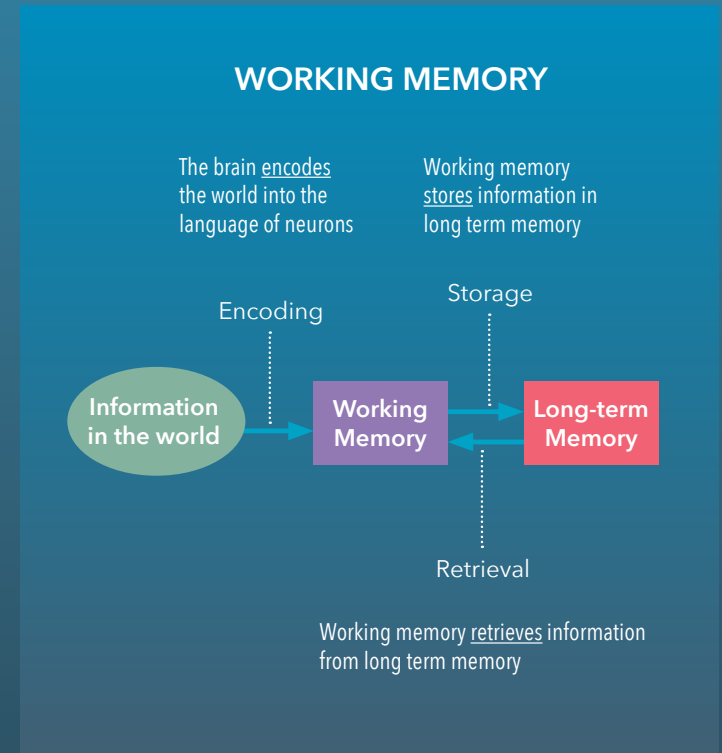 WORKING MEMORY
The brain encodes
the world into the
language of neurons
Working memory
stores information in
long term memory
Encoding
Storage
Information
in the world
Working
Memory
Long-term
Memory
Retrieval
Working memory retrieves information
from long term memory